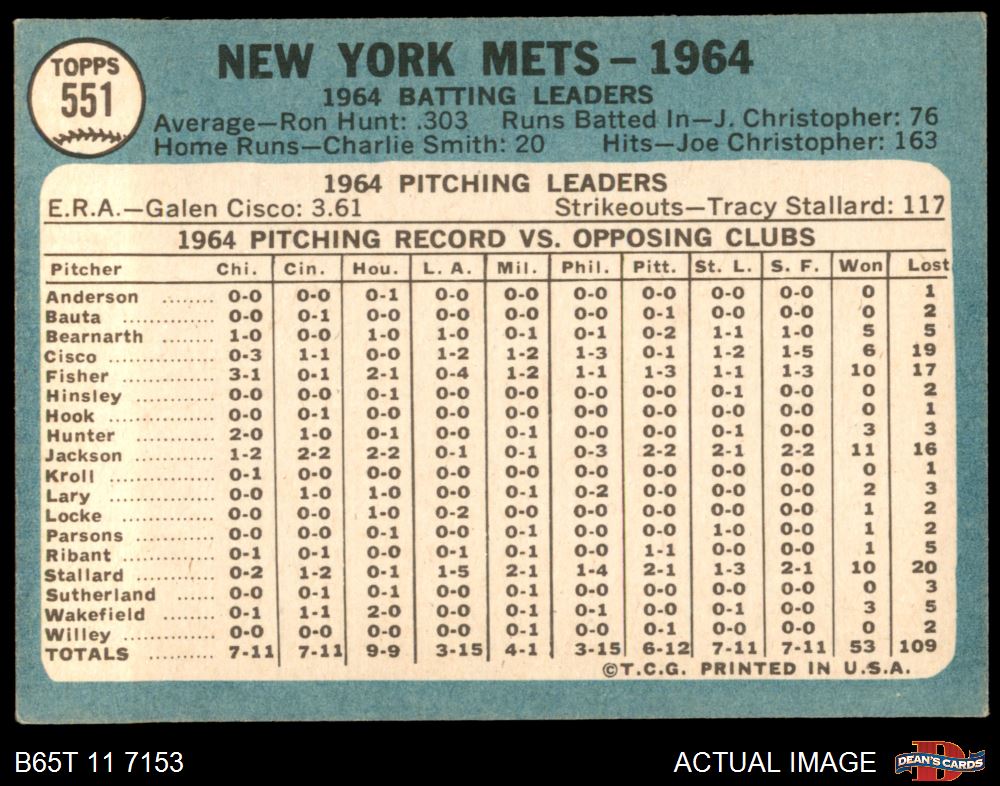 TOPPS
551
NEW YORK METS – 1964
1964 BATTING LEADERS
Average—Ron Hunt: .303 Runs Batted In—J. Christopher: 76
Home Runs—Charlie Smith: 20 Hits—Joe Christopher: 163
1964 PITCHING LEADERS
E.R.A.—Galen Cisco: 3.61 Strikeouts—Tracy Stallard: 117
1964 PITCHING RECORD VS. OPPOSING CLUBS
Pitcher Chi. Cin. Hou. L. A. Mil. Phil. Pitt. St. L. S. F. Won Lost
Anderson ........ 0-0 0-0 0-1 0-0 0-0 0-0 0-0 0-0 0-0 0 1
Bauta .............. 0-0 0-1 0-0 0-0 0-0 0-0 0-1 0-0 0-0 0 2
Bearnarth ........ 1-0 0-0 1-0 1-0 0-1 0-1 0-2 1-1 1-0 5 5
Cisco .............. 0-3 1-1 0-0 1-2 1-2 1-3 0-1 1-2 1-5 6 19
Fisher ............ 3-1 0-1 2-1 0-4 1-2 1-1 1-3 1-1 1-3 10 17
Hinsley ............ 0-0 0-0 0-1 0-0 0-1 0-0 0-0 0-0 0-0 0 2
Hook .............. 0-0 0-1 0-0 0-0 0-0 0-0 0-0 0-0 0-0 0 1
Hunter ............ 2-0 1-0 0-1 0-0 0-1 0-0 0-0 0-1 0-0 3 3
Jackson ............ 1-2 2-2 2-2 0-1 0-1 0-3 2-2 2-1 2-2 11 16
Kroll .............. 0-1 0-0 0-0 0-0 0-0 0-0 0-0 0-0 0-0 0 1
Lary .............. 0-0 1-0 1-0 0-0 0-1 0-2 0-0 0-0 0-0 2 3
Locke .............. 0-0 0-0 1-0 0-2 0-0 0-0 0-0 0-0 0-0 1 2
Parsons ............ 0-0 0-0 0-1 0-0 0-1 0-0 0-0 1-0 0-0 1 2
Ribant ............ 0-1 0-1 0-0 0-1 0-1 0-0 1-1 0-0 0-0 1 5
Stallard ............ 0-2 1-2 0-1 1-5 2-1 1-4 2-1 1-3 2-1 10 20
Sutherland ...... 0-0 0-1 0-1 0-0 0-1 0-0 0-0 0-0 0-0 0 3
Wakefield ........ 0-1 1-1 2-0 0-0 0-1 0-1 0-0 0-1 0-0 3 5
Willey .............. 0-0 0-0 0-0 0-0 0-1 0-0 0-1 0-0 0-0 0 2
TOTALS .......... 7-11 7-11 9-9 3-15 4-1 3-15 6-12 7-11 7-11 53 109
©T.C.G. PRINTED IN U.S.A.
B65T 11 7153 ACTUAL IMAGE DEAN'S CARDS